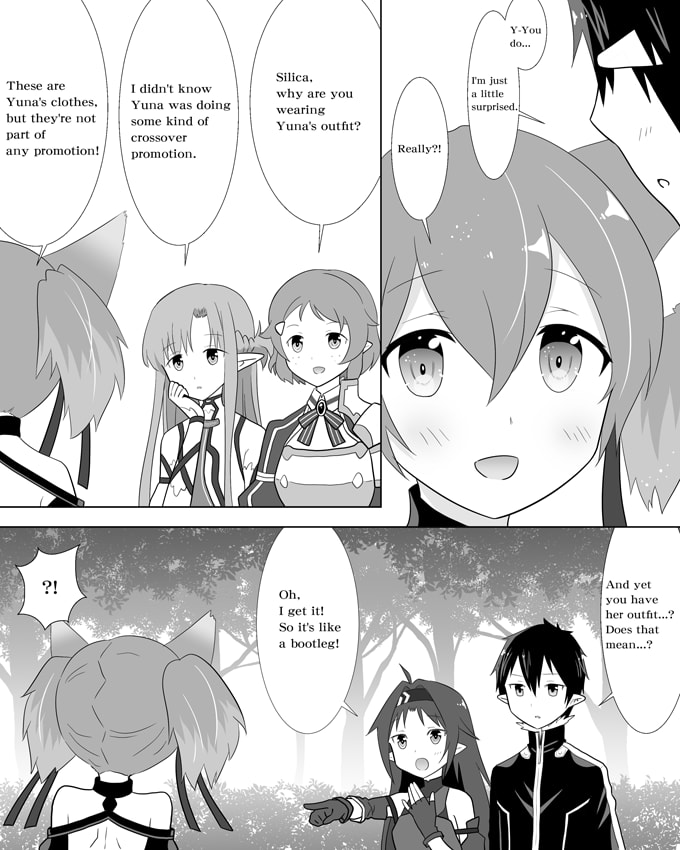 Y-You
do...
I'm just
a little
surprised.
Really?!
Silica,
why are you
wearing
Yuna's outfit?
I didn't know
Yuna was doing
some kind of
crossover
promotion.
These are
Yuna's clothes,
but they're not
part of
any promotion!
And yet
you have
her outfit...?
Does that
mean...?
Oh,
I get it!
So it's like
a bootleg!
?!